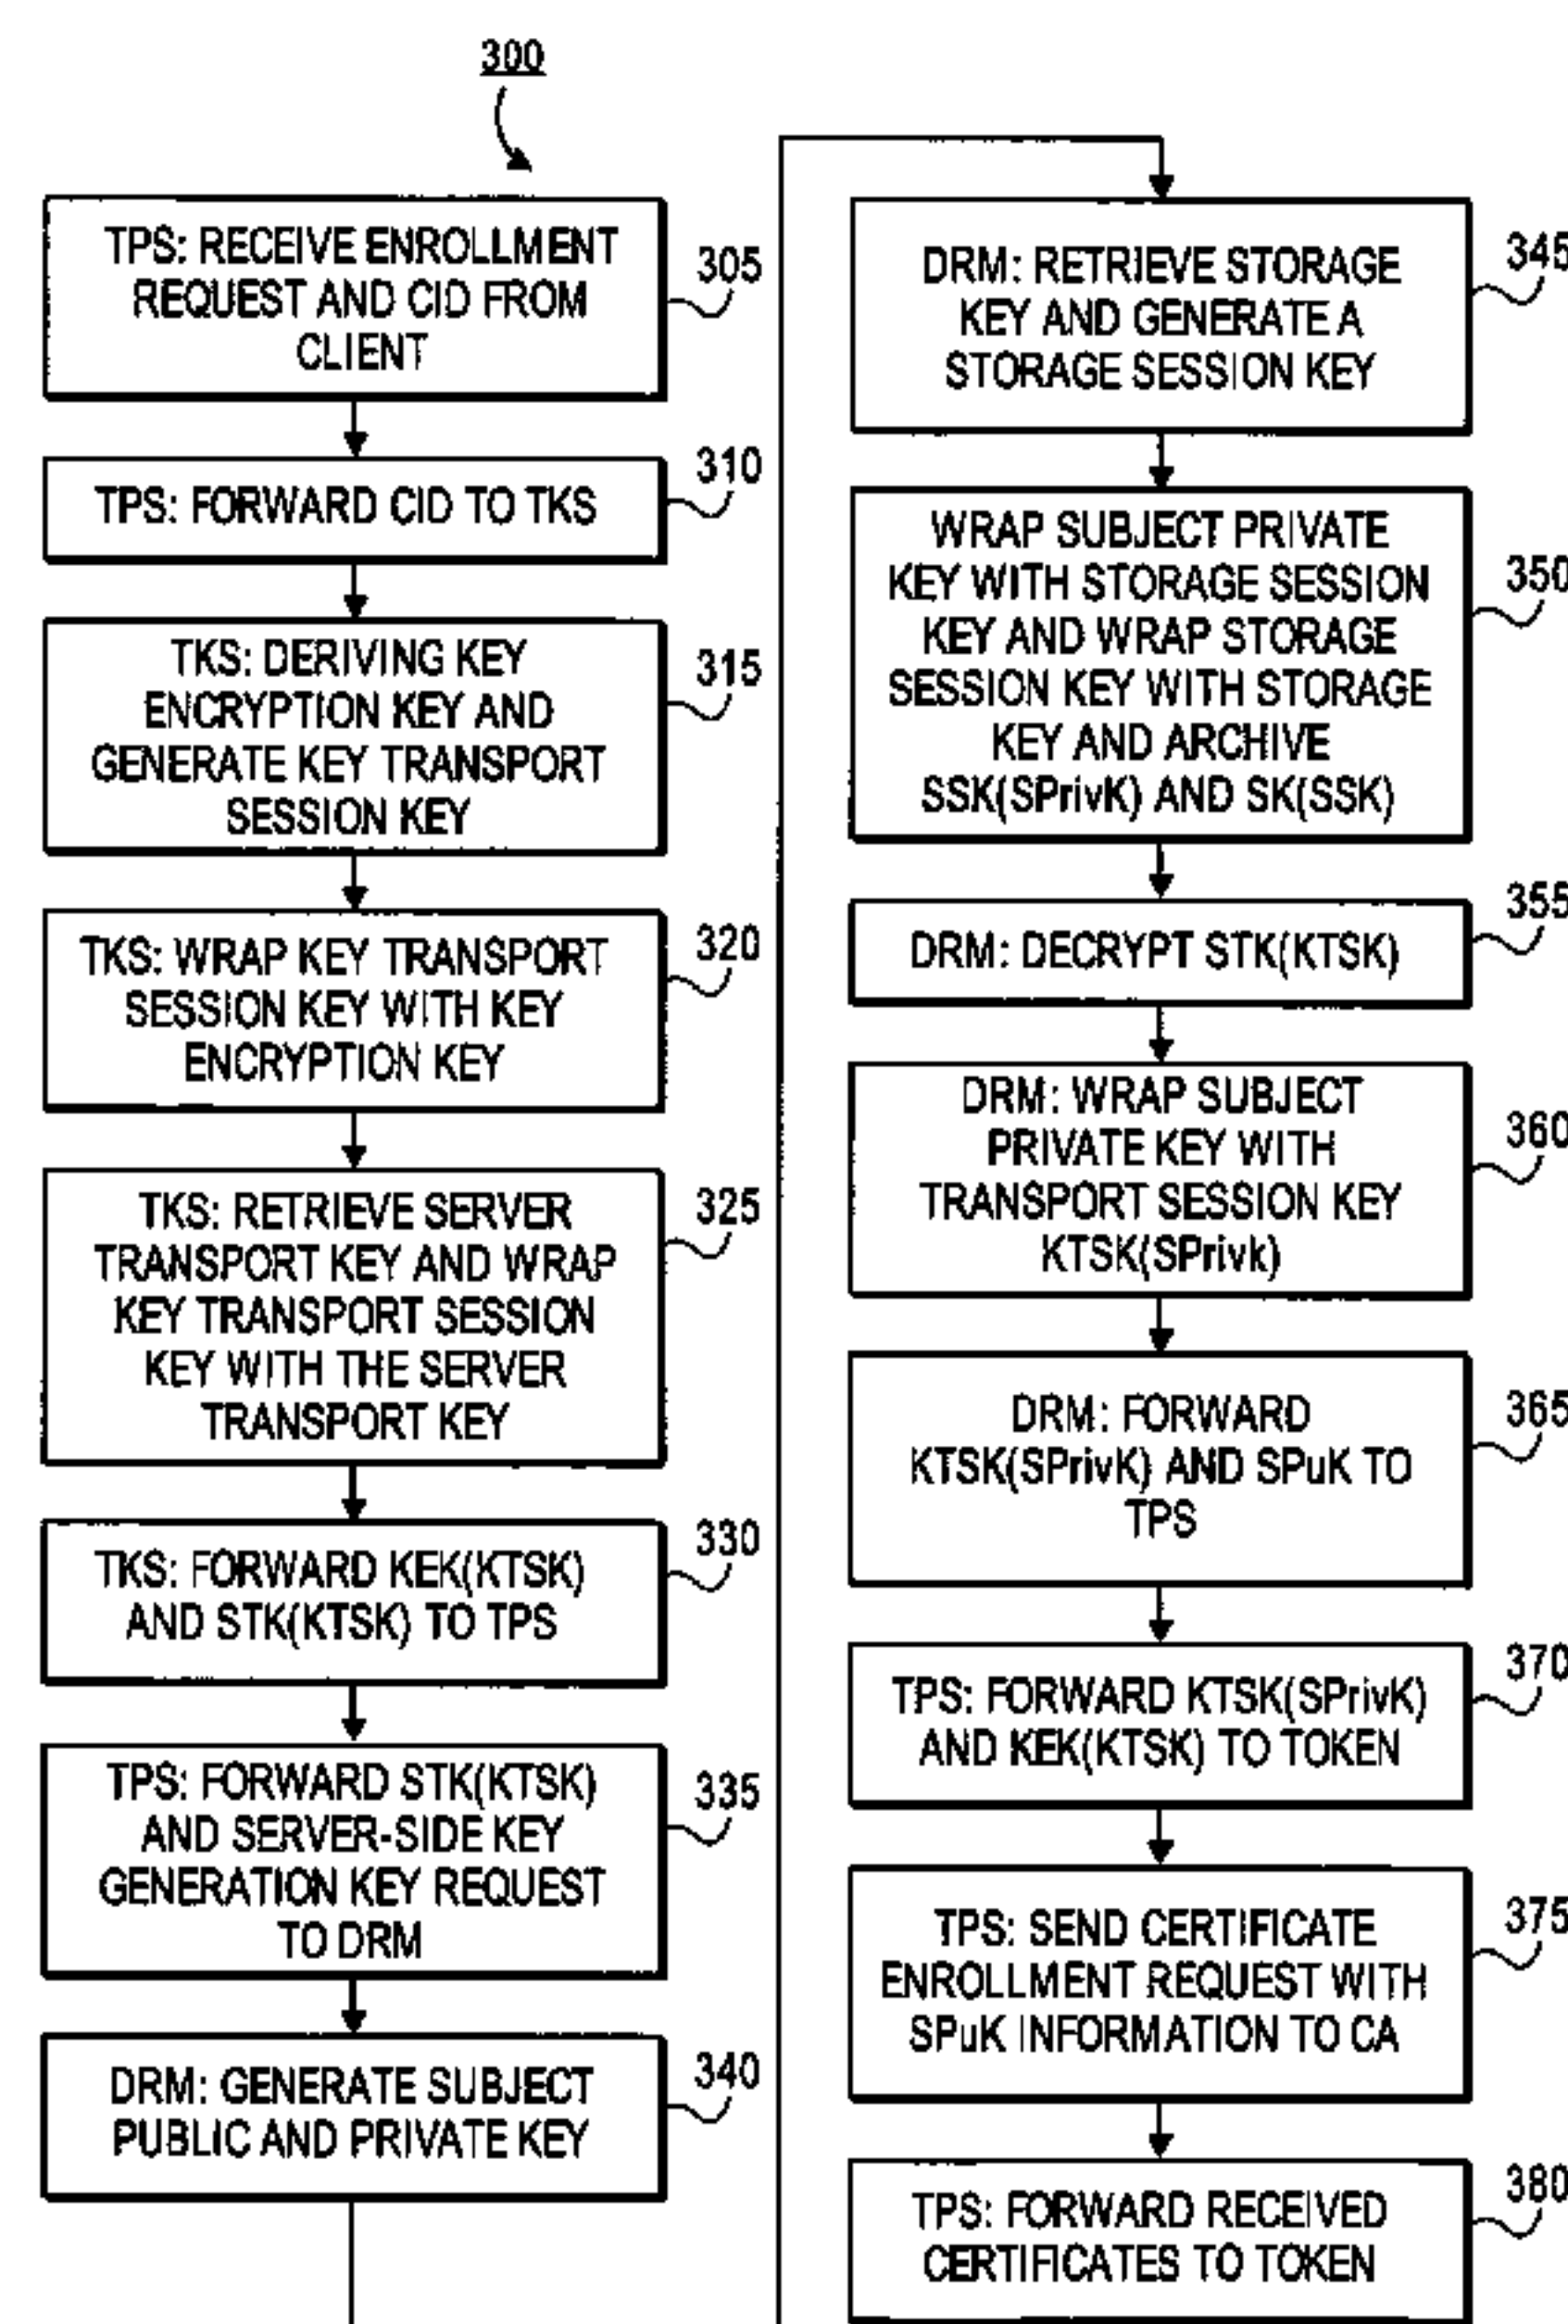 300
TPS: RECEIVE ENROLLMENT
REQUEST AND CID FROM
CLIENT
305
TPS: FORWARD CID TO TKS
310
TKS: DERIVING KEY
ENCRYPTION KEY AND
GENERATE KEY TRANSPORT
SESSION KEY
315
TKS: WRAP KEY TRANSPORT
SESSION KEY WITH KEY
ENCRYPTION KEY
320
TKS: RETRIEVE SERVER
TRANSPORT KEY AND WRAP
KEY TRANSPORT SESSION
KEY WITH THE SERVER
TRANSPORT KEY
325
TKS: FORWARD KEK(KTSK)
AND STK(KTSK) TO TPS
330
TPS: FORWARD STK(KTSK)
AND SERVER-SIDE KEY
GENERATION KEY REQUEST
TO DRM
335
DRM: GENERATE SUBJECT
PUBLIC AND PRIVATE KEY
340
DRM: RETRIEVE STORAGE
KEY AND GENERATE A
STORAGE SESSION KEY
345
WRAP SUBJECT PRIVATE
KEY WITH STORAGE SESSION
KEY AND WRAP STORAGE
SESSION KEY WITH STORAGE
KEY AND ARCHIVE
SSK(SPrivK) AND SK(SSK)
350
DRM: DECRYPT STK(KTSK)
355
DRM: WRAP SUBJECT
PRIVATE KEY WITH
TRANSPORT SESSION KEY
KTSK(SPrivk)
360
DRM: FORWARD
KTSK(SPrivK) AND SPuK TO
TPS
365
TPS: FORWARD KTSK(SPrivK)
AND KEK(KTSK) TO TOKEN
370
TPS: SEND CERTIFICATE
ENROLLMENT REQUEST WITH
SPuK INFORMATION TO CA
375
TPS: FORWARD RECEIVED
CERTIFICATES TO TOKEN
380